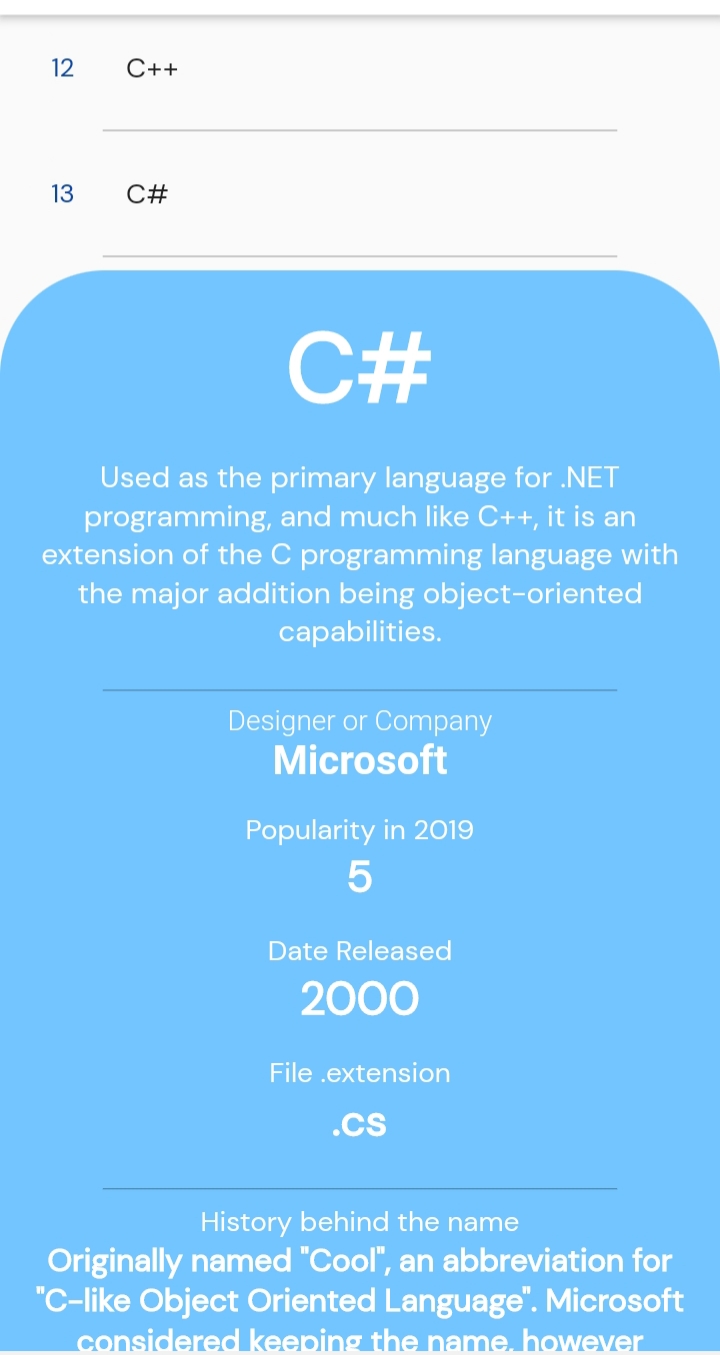 12 C++
13 C#
C#
Used as the primary language for .NET
programming, and much like C++, it is an
extension of the C programming language with
the major addition being object-oriented
capabilities.
Designer or Company
Microsoft
Popularity in 2019
5
Date Released
2000
File .extension
.cs
History behind the name
Originally named "Cool", an abbreviation for
"C-like Object Oriented Language". Microsoft
considered keeping the name, however